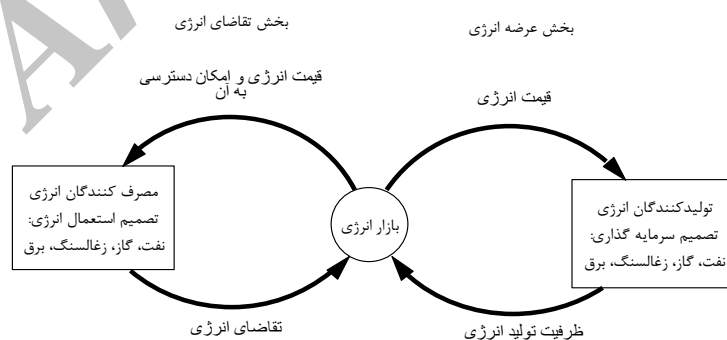 بخش عرضه انرژی
بخش تقاضای انرژی
قیمت انرژی
قیمت انرژی و امکان دسترسی
به آن
تولیدکنندگان انرژی
تصمیم سرمایه گذاری:
نفت، گاز، زغالسنگ، برق
بازار انرژی
مصرف کنندگان انرژی
تصمیم استعمال انرژی:
نفت، گاز، زغالسنگ، برق
ظرفیت تولید انرژی
تقاضای انرژی